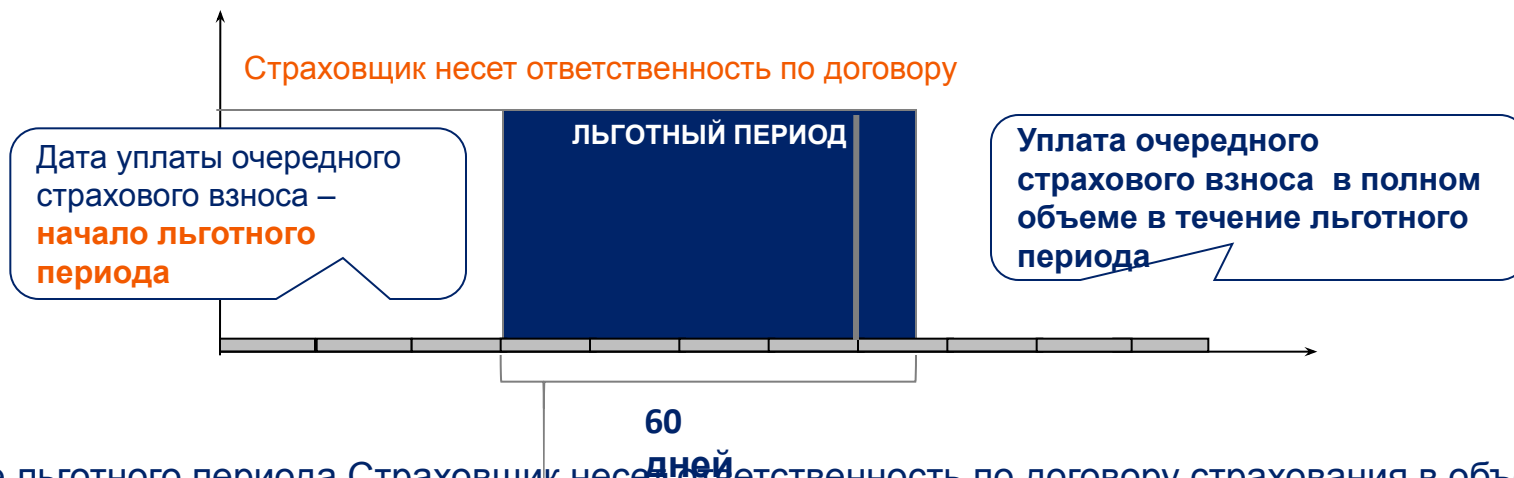 Страховщик несет ответственность по договору
ЛЬГОТНЫЙ ПЕРИОД
Дата уплаты очередного
страхового взноса –
начало льготного
периода
Уплата очередного
страхового взноса в полном
объеме в течение льготного
периода
60
дней
льготного периода Страховщик несет ответственность по договору страхования в